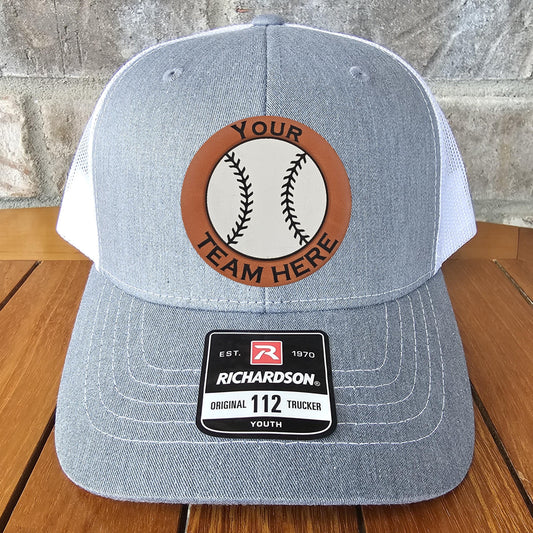 YOUR
TEAM HERE
EST. R 1970
RICHARDSON®
ORIGINAL 112 TRUCKER
YOUTH